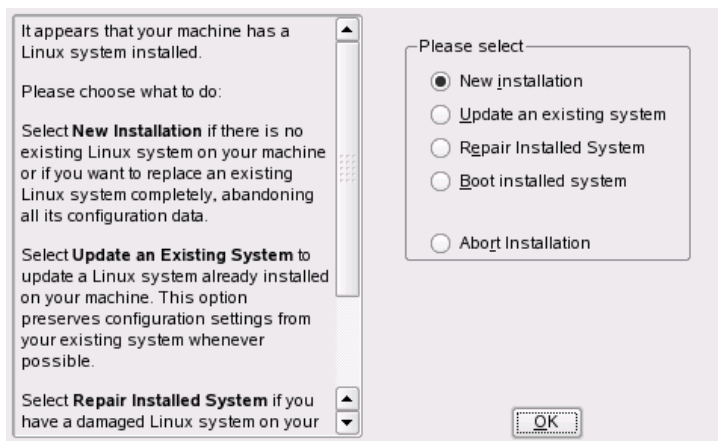 It appears that your machine has a
Linux system installed.
Please choose what to do:
Select New Installation if there is no
existing Linux system on your machine
or if you want to replace an existing
Linux system completely, abandoning
all its configuration data.
Select Update an Existing System to
update a Linux system already installed
on your machine. This option
preserves configuration settings from
your existing system whenever
possible.
Select Repair Installed System if you
have a damaged Linux system on your
Please select
New installation
Update an existing system
Repair Installed System
Boot installed system
Abort Installation
OK